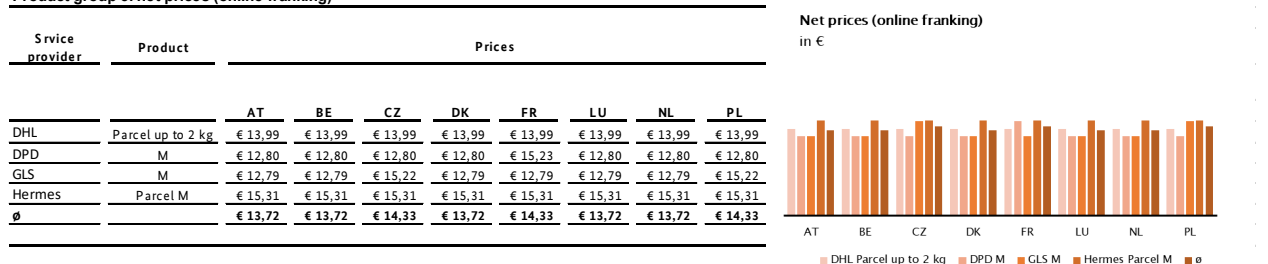 Net prices (online franking)
in €
Srvice provider Product Prices
AT BE CZ DK FR LU NL PL
DHL Parcel up to 2 kg € 13,99 € 13,99 € 13,99 € 13,99 € 13,99 € 13,99 € 13,99 € 13,99
DPD M € 12,80 € 12,80 € 12,80 € 12,80 € 15,23 € 12,80 € 12,80 € 12,80
GLS M € 12,79 € 12,79 € 15,22 € 12,79 € 12,79 € 12,79 € 12,79 € 15,22
Hermes Parcel M € 15,31 € 15,31 € 15,31 € 15,31 € 15,31 € 15,31 € 15,31 € 15,31
ø € 13,72 € 13,72 € 14,33 € 13,72 € 14,33 € 13,72 € 13,72 € 14,33
AT BE CZ DK FR LU NL PL
DHL Parcel up to 2 kg DPD M GLS M Hermes Parcel M ø